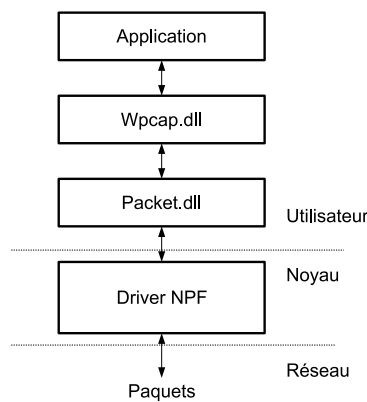 Application
Wpcap.dll
Packet.dll
Utilisateur
Noyau
Driver NPF
Réseau
Paquets